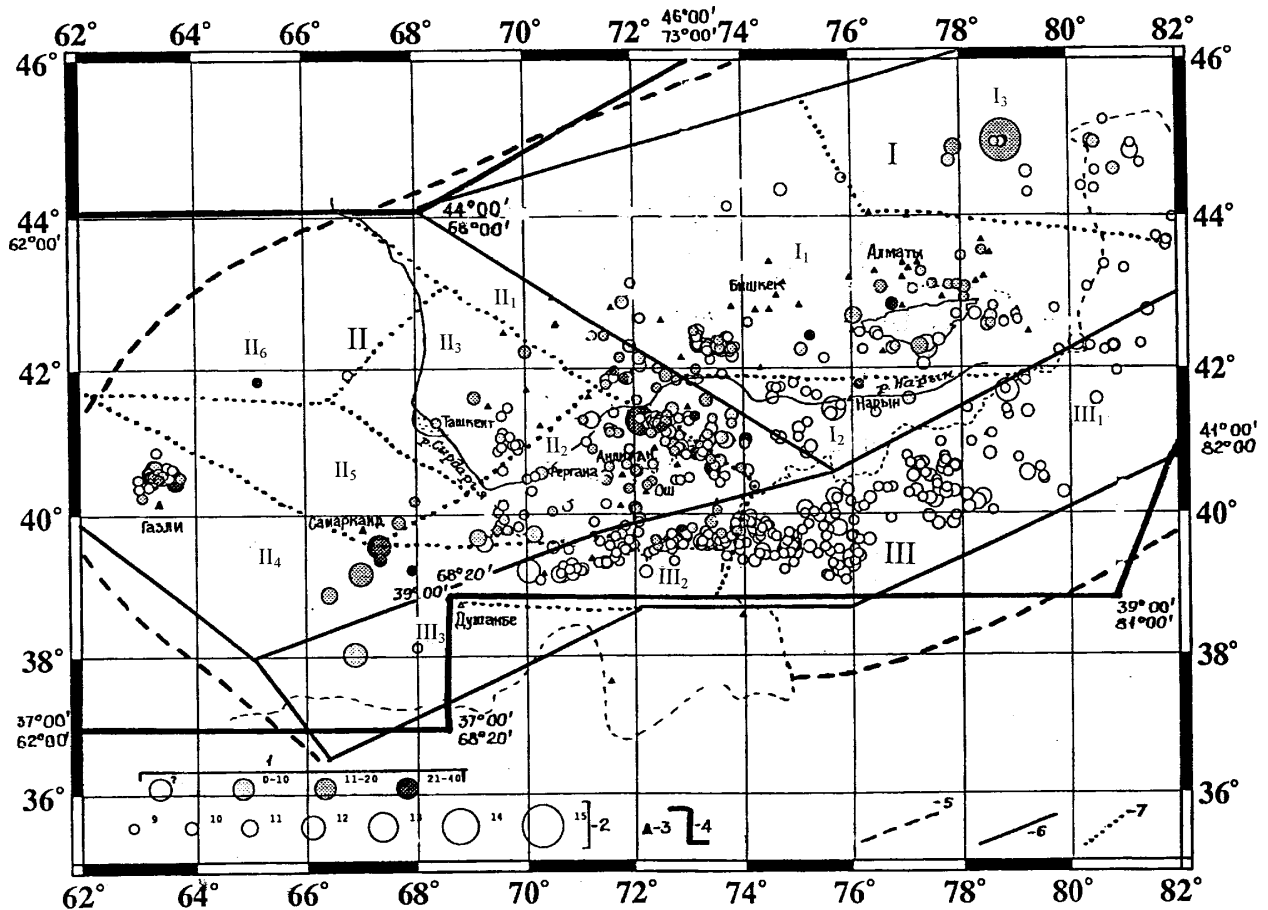 46°00'
62° 64° 66° 68° 70° 72° 73°00' 74° 76° 78° 80° 82°
46° 46°
I₃
I
44° 44°00' 44°
62°00' 68°00'
I₁
Алматы
Бишкек
II₁
II₆ II II₃
42° 42°
р. Нарын
Нарын
III₁
Ташкент
р. Сырдарья
I₂
41°00'
82°00
II₂
Андижан
Фергана
Ош
II₅
Самарканд
Газли
40° 40°
III
II₄
68°20'
39°00'
III₂
39°00'
81°00'
Душанбе
III₃
38° 38°
37°00' 37°00'
62°00' 68°20'
1
? 0-10 11-20 21-40
36° 36°
9 10 11 12 13 14 15 -2 -3 -4 -5 -6 -7
62° 64° 66° 68° 70° 72° 74° 76° 78° 80° 82°